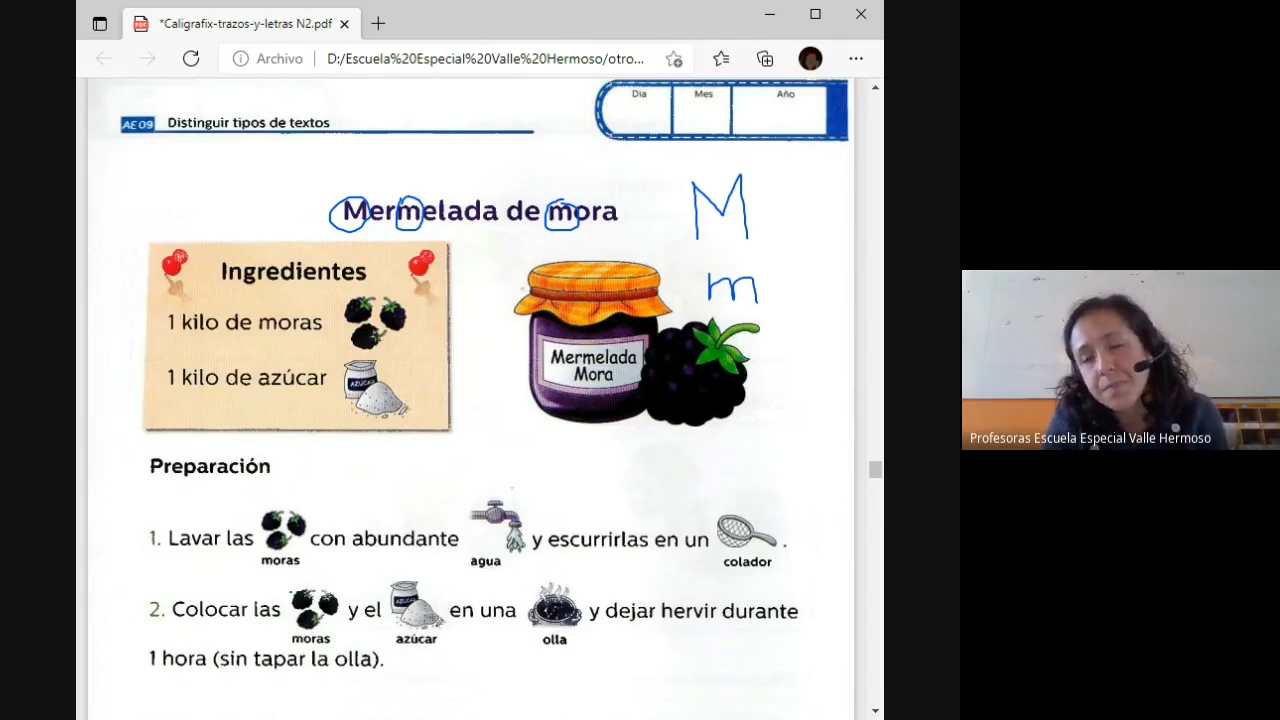 *Caligrafix-trazos-y-letras N2.pdf
Archivo D:/Escuela%20Especial%20Valle%20Hermoso/otro...
Día Mes Año
AE 09 Distinguir tipos de textos
Mermelada de mora
M
m
Ingredientes
1 kilo de moras
1 kilo de azúcar
AZÚCAR
Mermelada
Mora
Preparación
1. Lavar las moras con abundante agua y escurrirlas en un colador.
2. Colocar las moras y el azúcar en una olla y dejar hervir durante
1 hora (sin tapar la olla).
Profesoras Escuela Especial Valle Hermoso